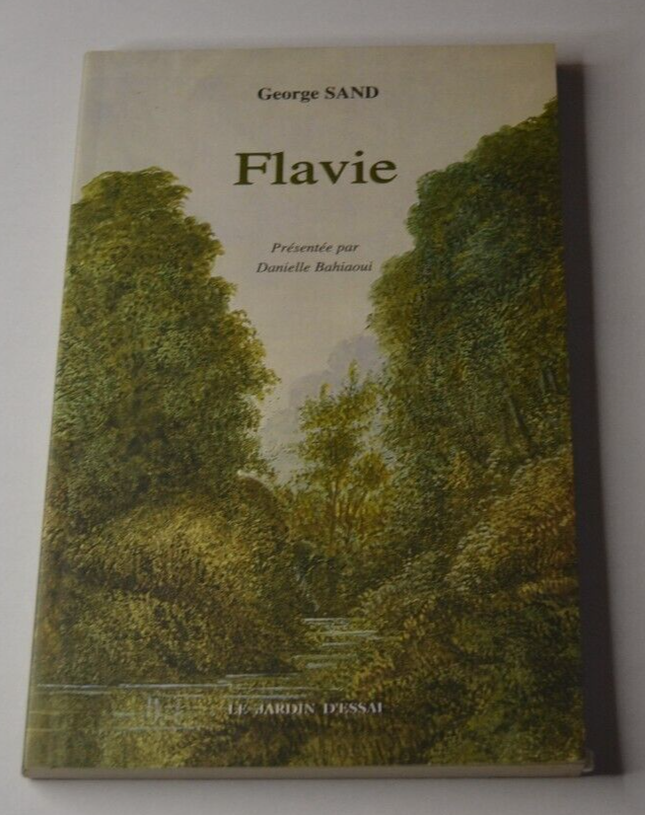 George SAND
Flavie
Présentée par
Danielle Bahiaoui
LE JARDIN D'ESSAI